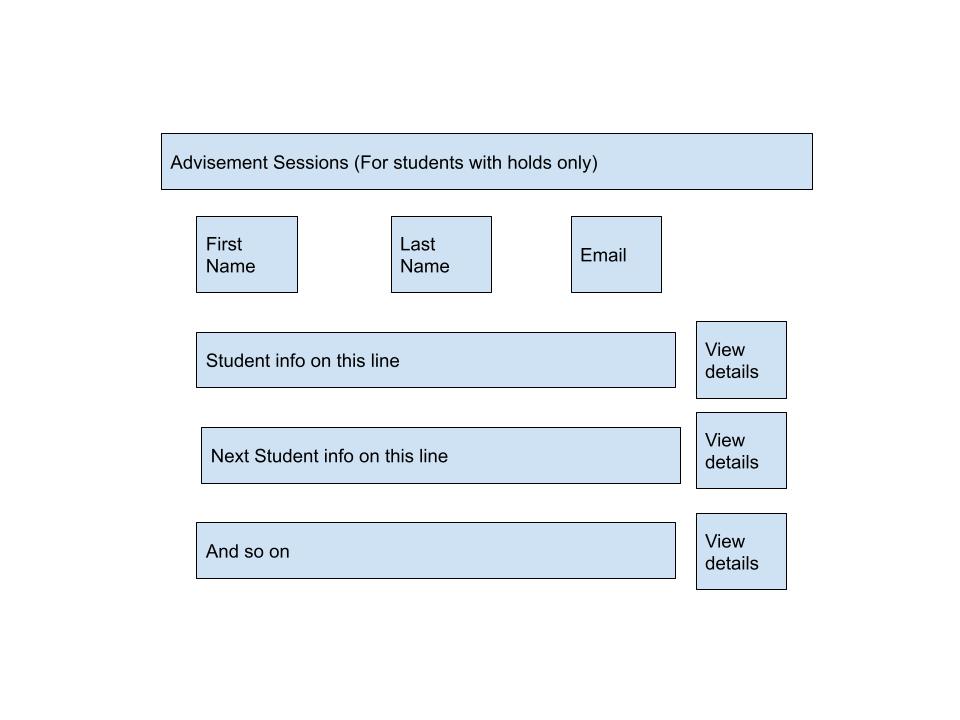 Advisement Sessions (For students with holds only)
First
Name
Last
Name
Email
Student info on this line
View
details
Next Student info on this line
View
details
And so on
View
details